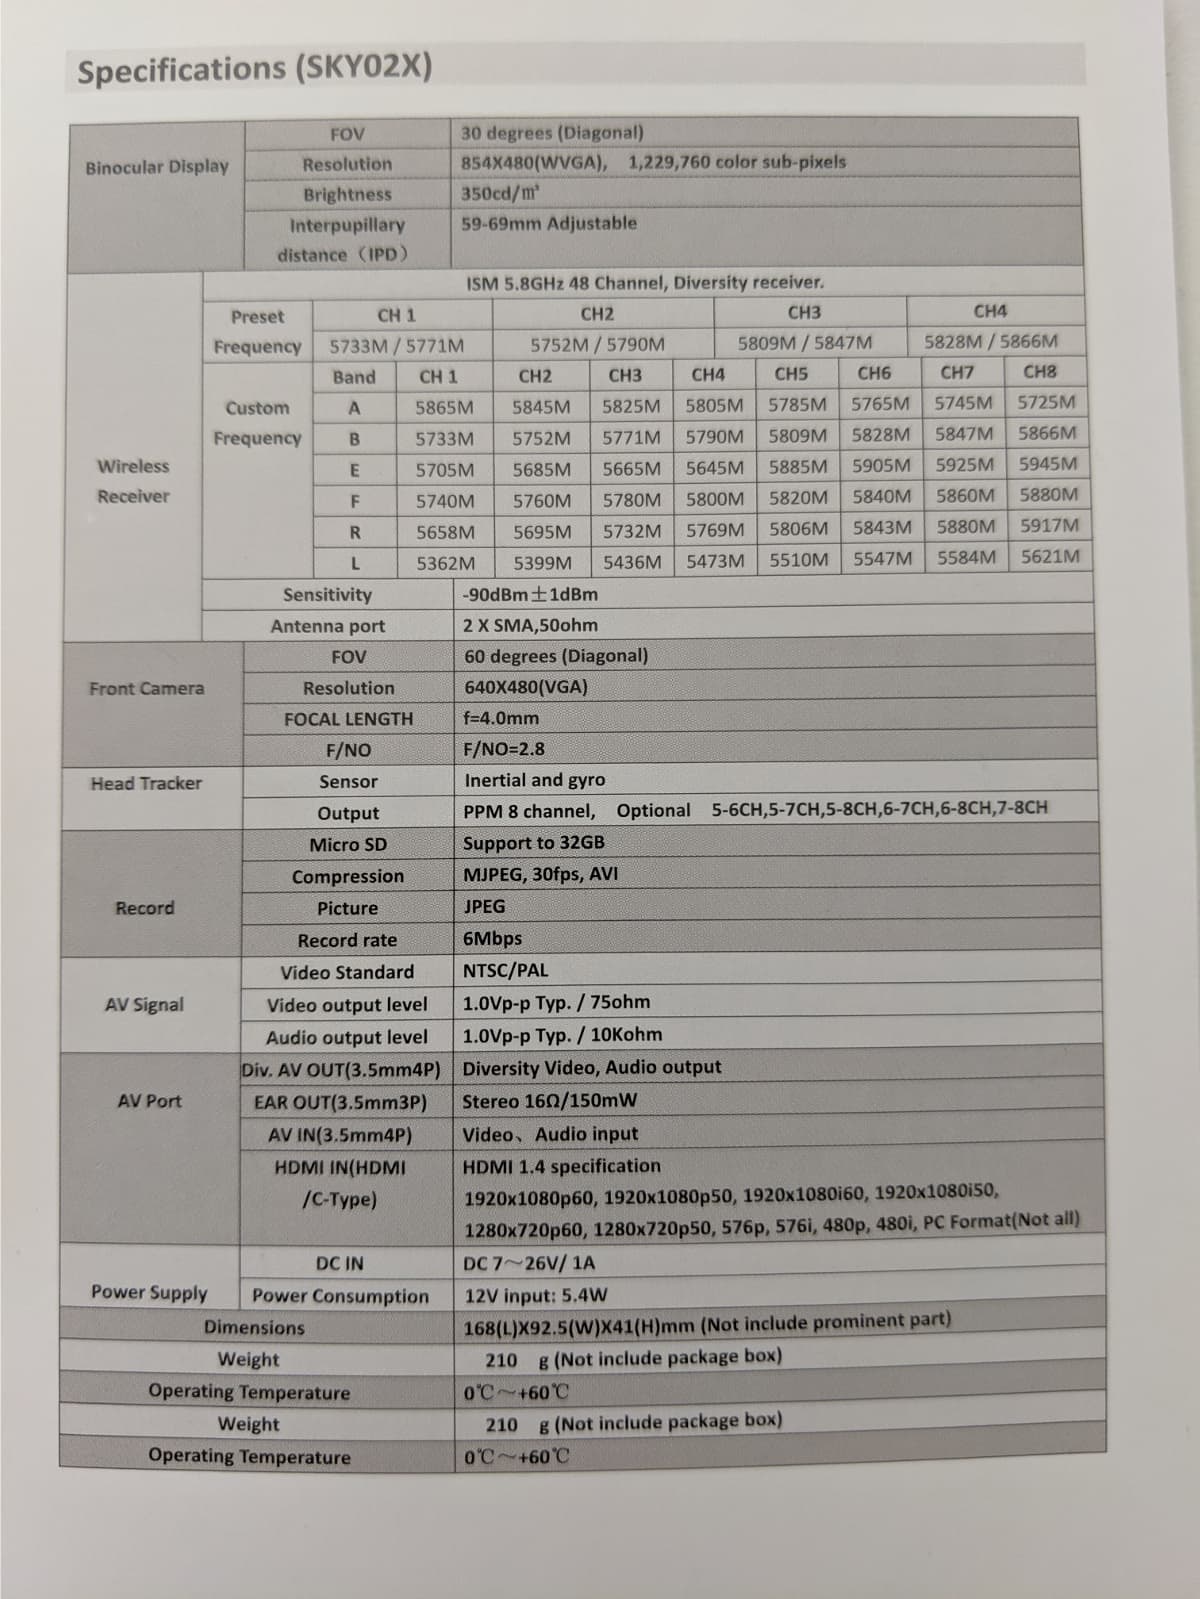 Specifications (SKY02X)
Binocular Display
FOV 30 degrees (Diagonal)
Resolution 854X480(WVGA), 1,229,760 color sub-pixels
Brightness 350cd/㎡
Interpupillary distance（IPD） 59-69mm Adjustable
Wireless Receiver
ISM 5.8GHz 48 Channel, Diversity receiver.
Preset Frequency CH 1 CH2 CH3 CH4
5733M / 5771M 5752M / 5790M 5809M / 5847M 5828M / 5866M
Custom Frequency
Band CH 1 CH2 CH3 CH4 CH5 CH6 CH7 CH8
A 5865M 5845M 5825M 5805M 5785M 5765M 5745M 5725M
B 5733M 5752M 5771M 5790M 5809M 5828M 5847M 5866M
E 5705M 5685M 5665M 5645M 5885M 5905M 5925M 5945M
F 5740M 5760M 5780M 5800M 5820M 5840M 5860M 5880M
R 5658M 5695M 5732M 5769M 5806M 5843M 5880M 5917M
L 5362M 5399M 5436M 5473M 5510M 5547M 5584M 5621M
Sensitivity -90dBm±1dBm
Antenna port 2 X SMA,50ohm
Front Camera
FOV 60 degrees (Diagonal)
Resolution 640X480(VGA)
FOCAL LENGTH f=4.0mm
F/NO F/NO=2.8
Head Tracker
Sensor Inertial and gyro
Output PPM 8 channel, Optional 5-6CH,5-7CH,5-8CH,6-7CH,6-8CH,7-8CH
Record
Micro SD Support to 32GB
Compression MJPEG, 30fps, AVI
Picture JPEG
Record rate 6Mbps
AV Signal
Video Standard NTSC/PAL
Video output level 1.0Vp-p Typ. / 75ohm
Audio output level 1.0Vp-p Typ. / 10Kohm
AV Port
Div. AV OUT(3.5mm4P) Diversity Video, Audio output
EAR OUT(3.5mm3P) Stereo 16Ω/150mW
AV IN(3.5mm4P) Video、Audio input
HDMI IN(HDMI /C-Type) HDMI 1.4 specification
1920x1080p60, 1920x1080p50, 1920x1080i60, 1920x1080i50,
1280x720p60, 1280x720p50, 576p, 576i, 480p, 480i, PC Format(Not all)
Power Supply
DC IN DC 7～26V/ 1A
Power Consumption 12V input: 5.4W
Dimensions 168(L)X92.5(W)X41(H)mm (Not include prominent part)
Weight 210 g (Not include package box)
Operating Temperature 0℃～+60℃
Weight 210 g (Not include package box)
Operating Temperature 0℃～+60℃